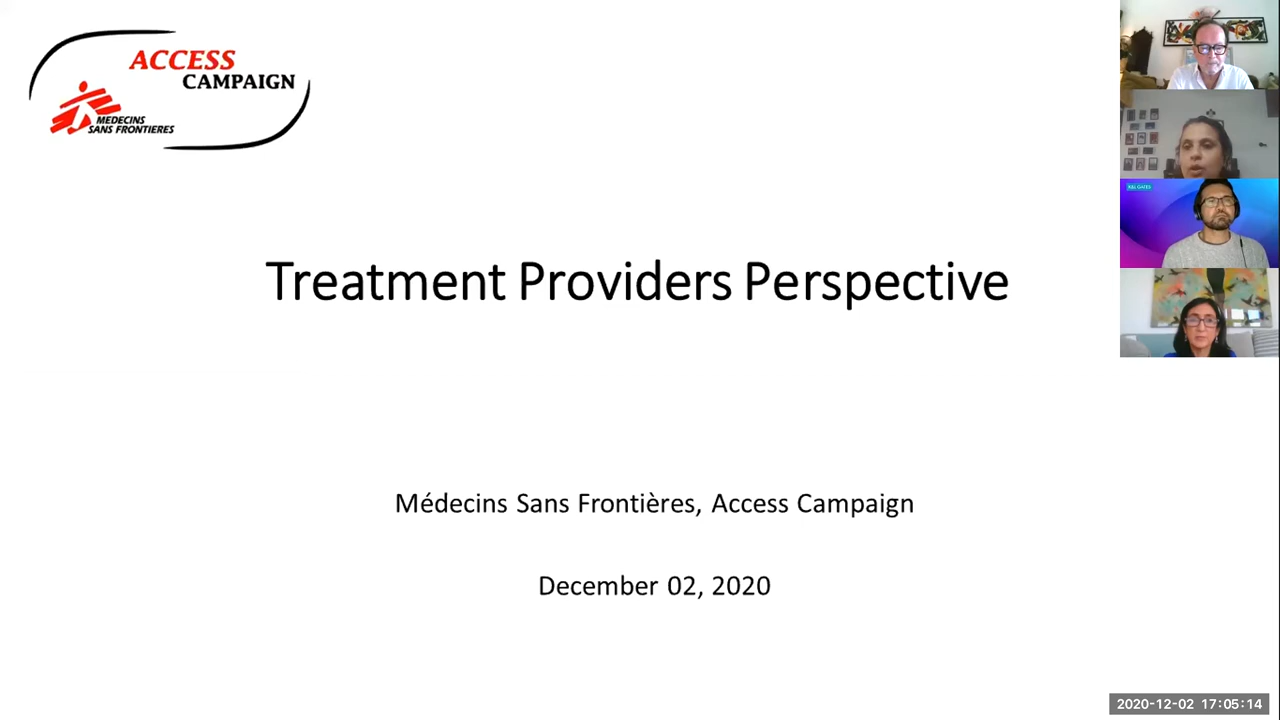 ACCESS
CAMPAIGN
MEDECINS
SANS FRONTIERES
Treatment Providers Perspective
Médecins Sans Frontières, Access Campaign
December 02, 2020
2020-12-02 17:05:14